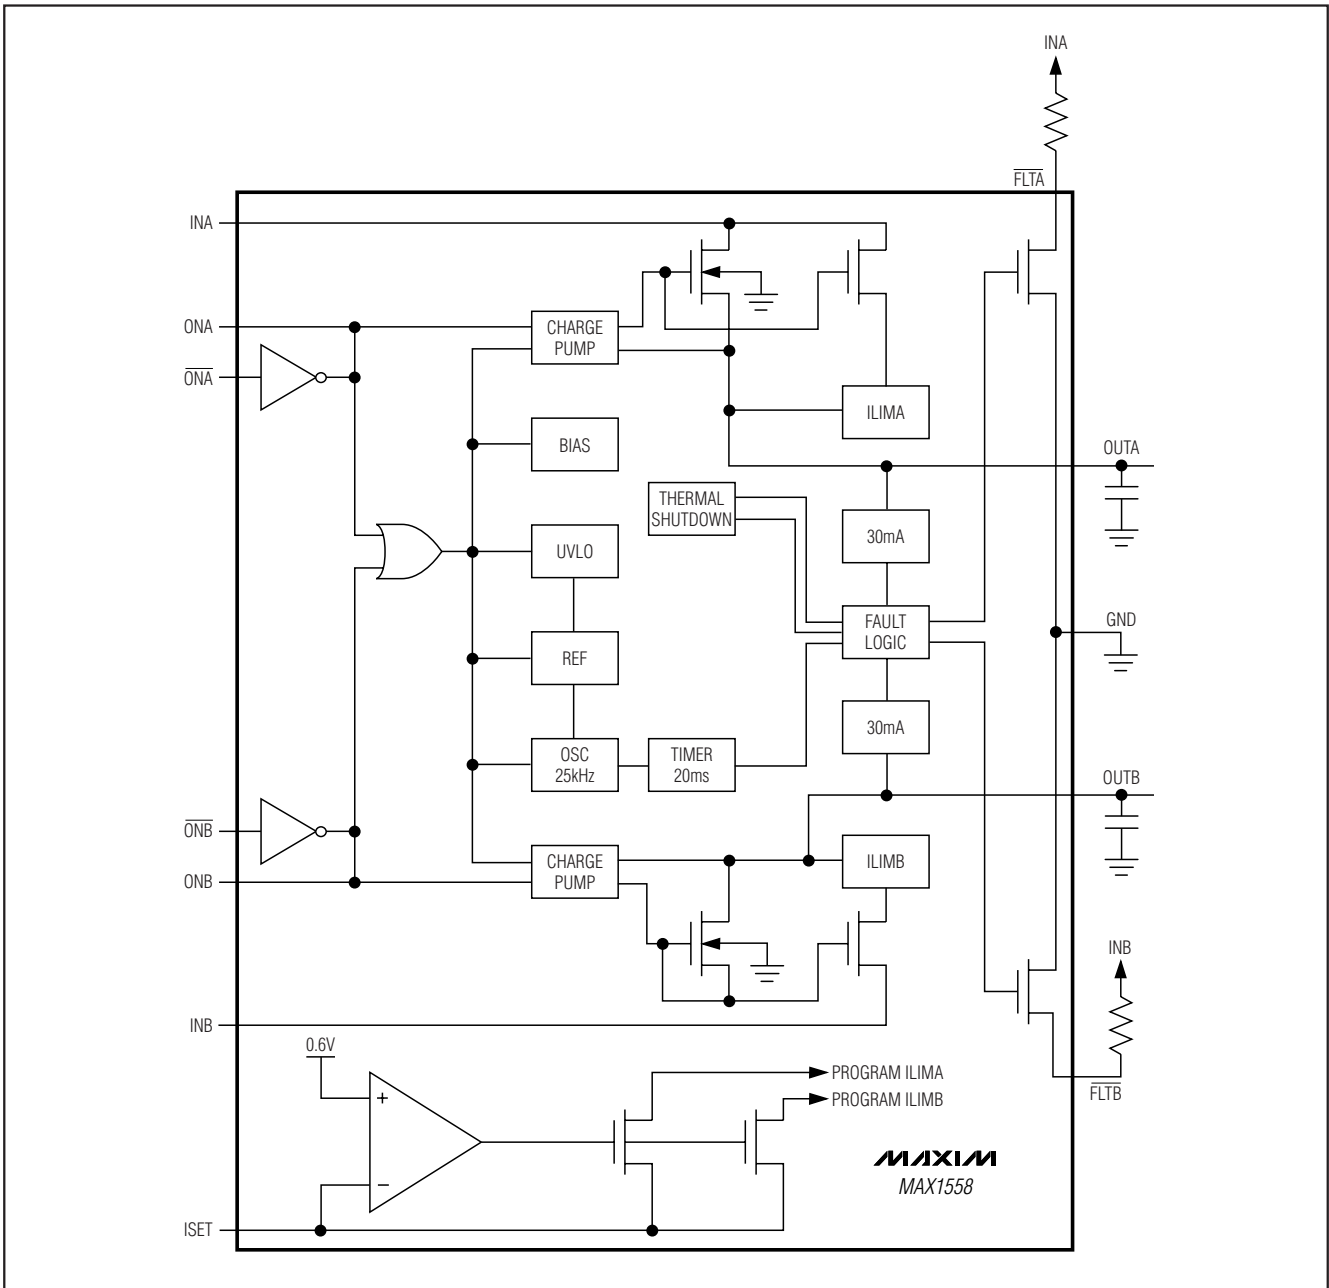 INA
FLTA
INA
ONA
CHARGE
PUMP
ONA
ILIMA
BIAS
OUTA
THERMAL
SHUTDOWN
30mA
UVLO
FAULT
LOGIC
GND
REF
30mA
OSC
25kHz
TIMER
20ms
OUTB
ONB
CHARGE
PUMP
ILIMB
ONB
INB
INB
0.6V
PROGRAM ILIMA
+
PROGRAM ILIMB
FLTB
MAXIM
MAX1558
−
ISET